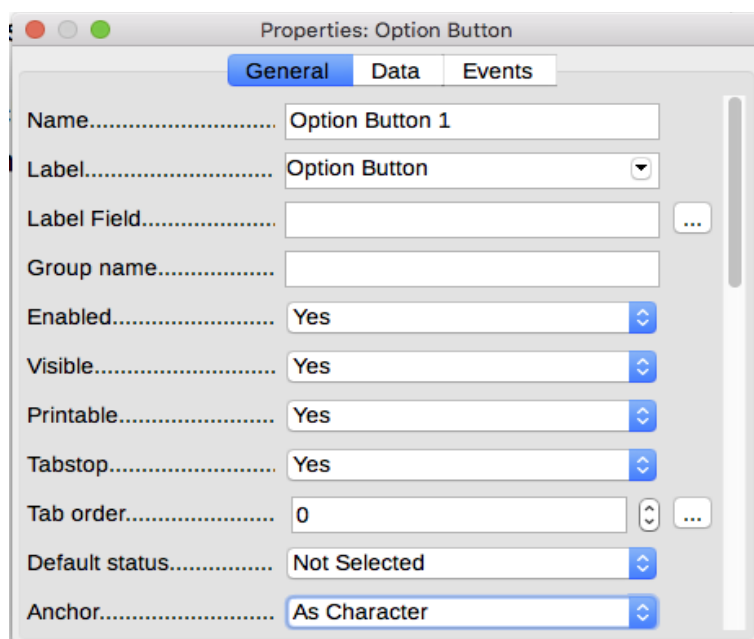 Properties: Option Button
General Data Events
Name............................ Option Button 1
Label............................ Option Button
Label Field...................... ...
Group name..................
Enabled......................... Yes
Visible........................... Yes
Printable........................ Yes
Tabstop......................... Yes
Tab order....................... 0 ...
Default status................ Not Selected
Anchor.......................... As Character